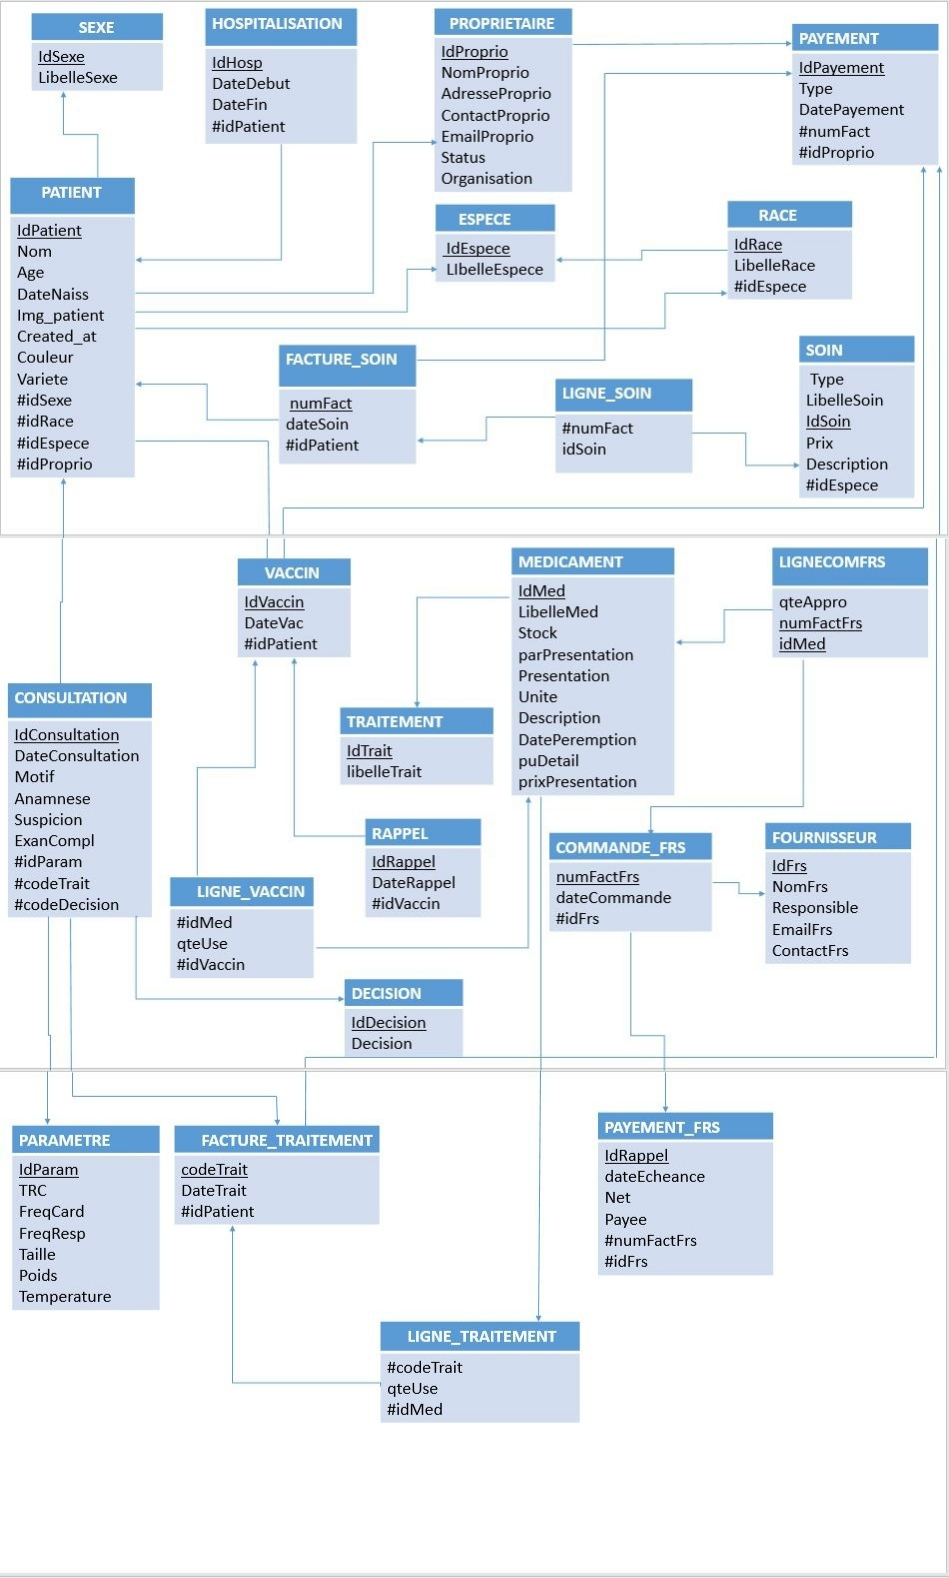 SEXE
IdSexe
LibelleSexe
HOSPITALISATION
IdHosp
DateDebut
DateFin
#idPatient
PROPRIETAIRE
IdProprio
NomProprio
AdresseProprio
ContactProprio
EmailProprio
Status
Organisation
PAYEMENT
IdPayement
Type
DatePayement
#numFact
#idProprio
PATIENT
IdPatient
Nom
Age
DateNaiss
Img_patient
Created_at
Couleur
Variete
#idSexe
#idRace
#idEspece
#idProprio
ESPECE
IdEspece
LIbelleEspece
RACE
IdRace
LibelleRace
#idEspece
FACTURE_SOIN
numFact
dateSoin
#idPatient
LIGNE_SOIN
#numFact
idSoin
SOIN
Type
LibelleSoin
IdSoin
Prix
Description
#idEspece
VACCIN
IdVaccin
DateVac
#idPatient
MEDICAMENT
IdMed
LibelleMed
Stock
parPresentation
Presentation
Unite
Description
DatePeremption
puDetail
prixPresentation
LIGNECOMFRS
qteAppro
numFactFrs
idMed
CONSULTATION
IdConsultation
DateConsultation
Motif
Anamnese
Suspicion
ExanCompl
#idParam
#codeTrait
#codeDecision
TRAITEMENT
IdTrait
libelleTrait
RAPPEL
IdRappel
DateRappel
#idVaccin
COMMANDE_FRS
numFactFrs
dateCommande
#idFrs
FOURNISSEUR
IdFrs
NomFrs
Responsible
EmailFrs
ContactFrs
LIGNE_VACCIN
#idMed
qteUse
#idVaccin
DECISION
IdDecision
Decision
PARAMETRE
IdParam
TRC
FreqCard
FreqResp
Taille
Poids
Temperature
FACTURE_TRAITEMENT
codeTrait
DateTrait
#idPatient
PAYEMENT_FRS
IdRappel
dateEcheance
Net
Payee
#numFactFrs
#idFrs
LIGNE_TRAITEMENT
#codeTrait
qteUse
#idMed